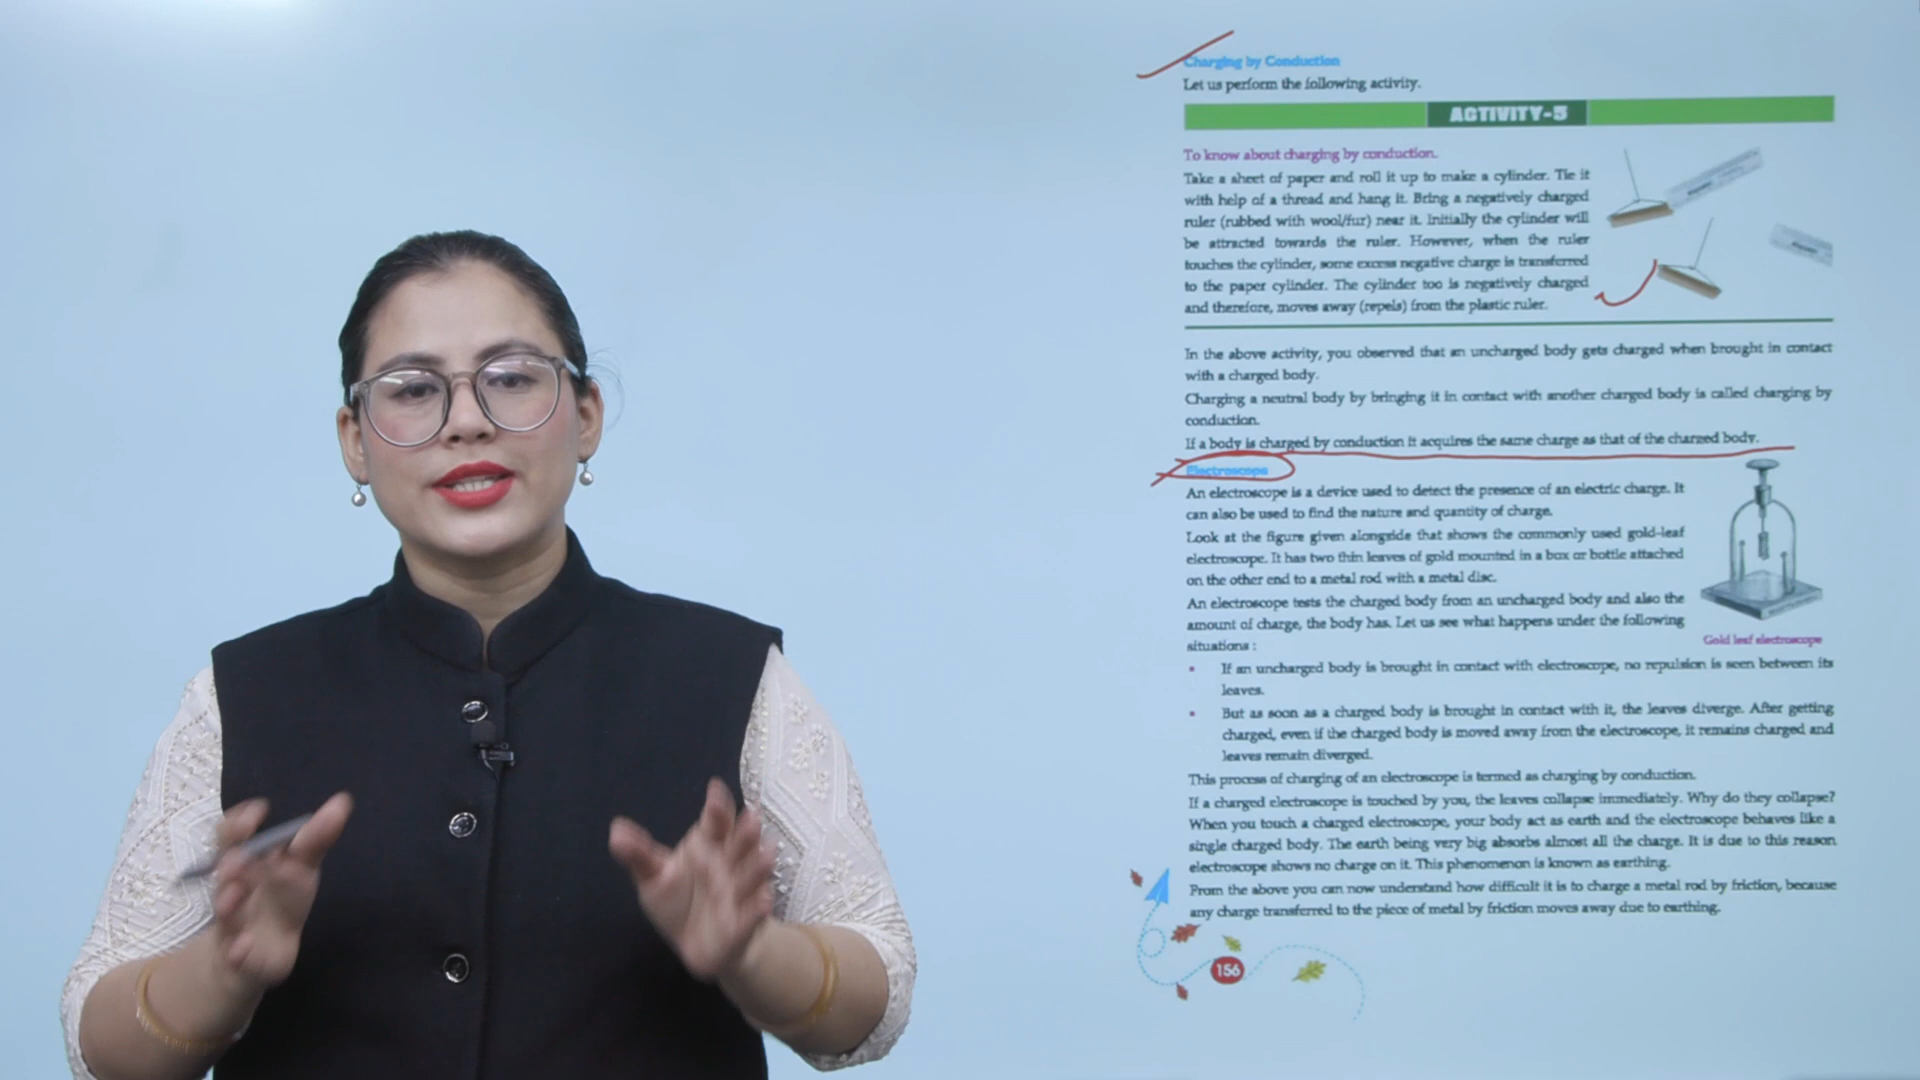 Charging by Conduction
Let us perform the following activity.
ACTIVITY-5
To know about charging by conduction.
Take a sheet of paper and roll it up to make a cylinder. Tie it
with help of a thread and hang it. Bring a negatively charged
ruler (rubbed with wool/fur) near it. Initially the cylinder will
be attracted towards the ruler. However, when the ruler
touches the cylinder, some excess negative charge is transferred
to the paper cylinder. The cylinder too is negatively charged
and therefore, moves away (repels) from the plastic ruler.
In the above activity, you observed that an uncharged body gets charged when brought in contact
with a charged body.
Charging a neutral body by bringing it in contact with another charged body is called charging by
conduction.
If a body is charged by conduction it acquires the same charge as that of the charged body.
Electroscope
An electroscope is a device used to detect the presence of an electric charge. It
can also be used to find the nature and quantity of charge.
Look at the figure given alongside that shows the commonly used gold-leaf
electroscope. It has two thin leaves of gold mounted in a box or bottle attached
on the other end to a metal rod with a metal disc.
An electroscope tests the charged body from an uncharged body and also the
amount of charge, the body has. Let us see what happens under the following
situations :
Gold leaf electroscope
• If an uncharged body is brought in contact with electroscope, no repulsion is seen between its
leaves.
• But as soon as a charged body is brought in contact with it, the leaves diverge. After getting
charged, even if the charged body is moved away from the electroscope, it remains charged and
leaves remain diverged.
This process of charging of an electroscope is termed as charging by conduction.
If a charged electroscope is touched by you, the leaves collapse immediately. Why do they collapse?
When you touch a charged electroscope, your body act as earth and the electroscope behaves like a
single charged body. The earth being very big absorbs almost all the charge. It is due to this reason
electroscope shows no charge on it. This phenomenon is known as earthing.
From the above you can now understand how difficult it is to charge a metal rod by friction, because
any charge transferred to the piece of metal by friction moves away due to earthing.
156